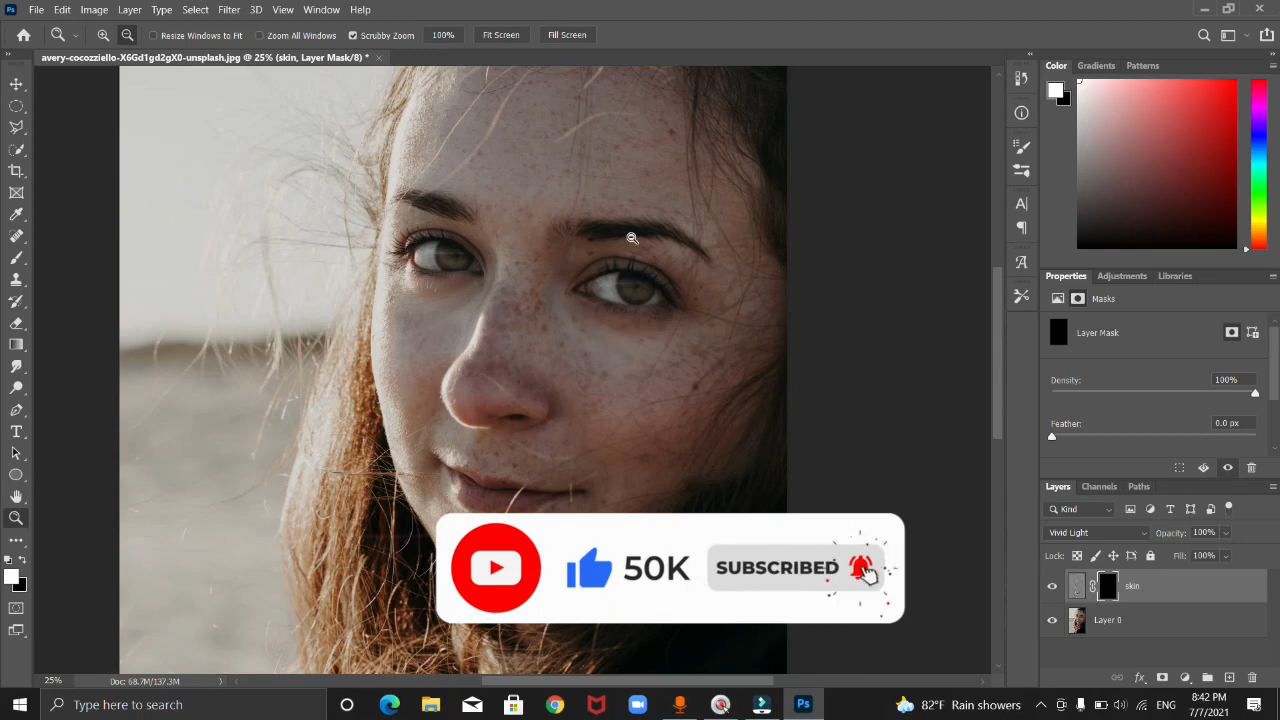 Ps File Edit Image Layer Type Select Filter 3D View Window Help
Resize Windows to Fit Zoom All Windows Scrubby Zoom 100% Fit Screen Fill Screen
avery-cocozziello-X6Gd1gd2gX0-unsplash.jpg @ 25% (skin, Layer Mask/8) *
Color Gradients Patterns
Properties Adjustments Libraries
Masks
Layer Mask
Density: 100%
Feather: 0.0 px
Layers Channels Paths
Kind
Vivid Light Opacity: 100%
Lock: Fill: 100%
skin
Layer 0
50K SUBSCRIBED
25% Doc: 68.7M/137.3M
Type here to search
Ps
82°F Rain showers
8:42 PM
7/7/2021